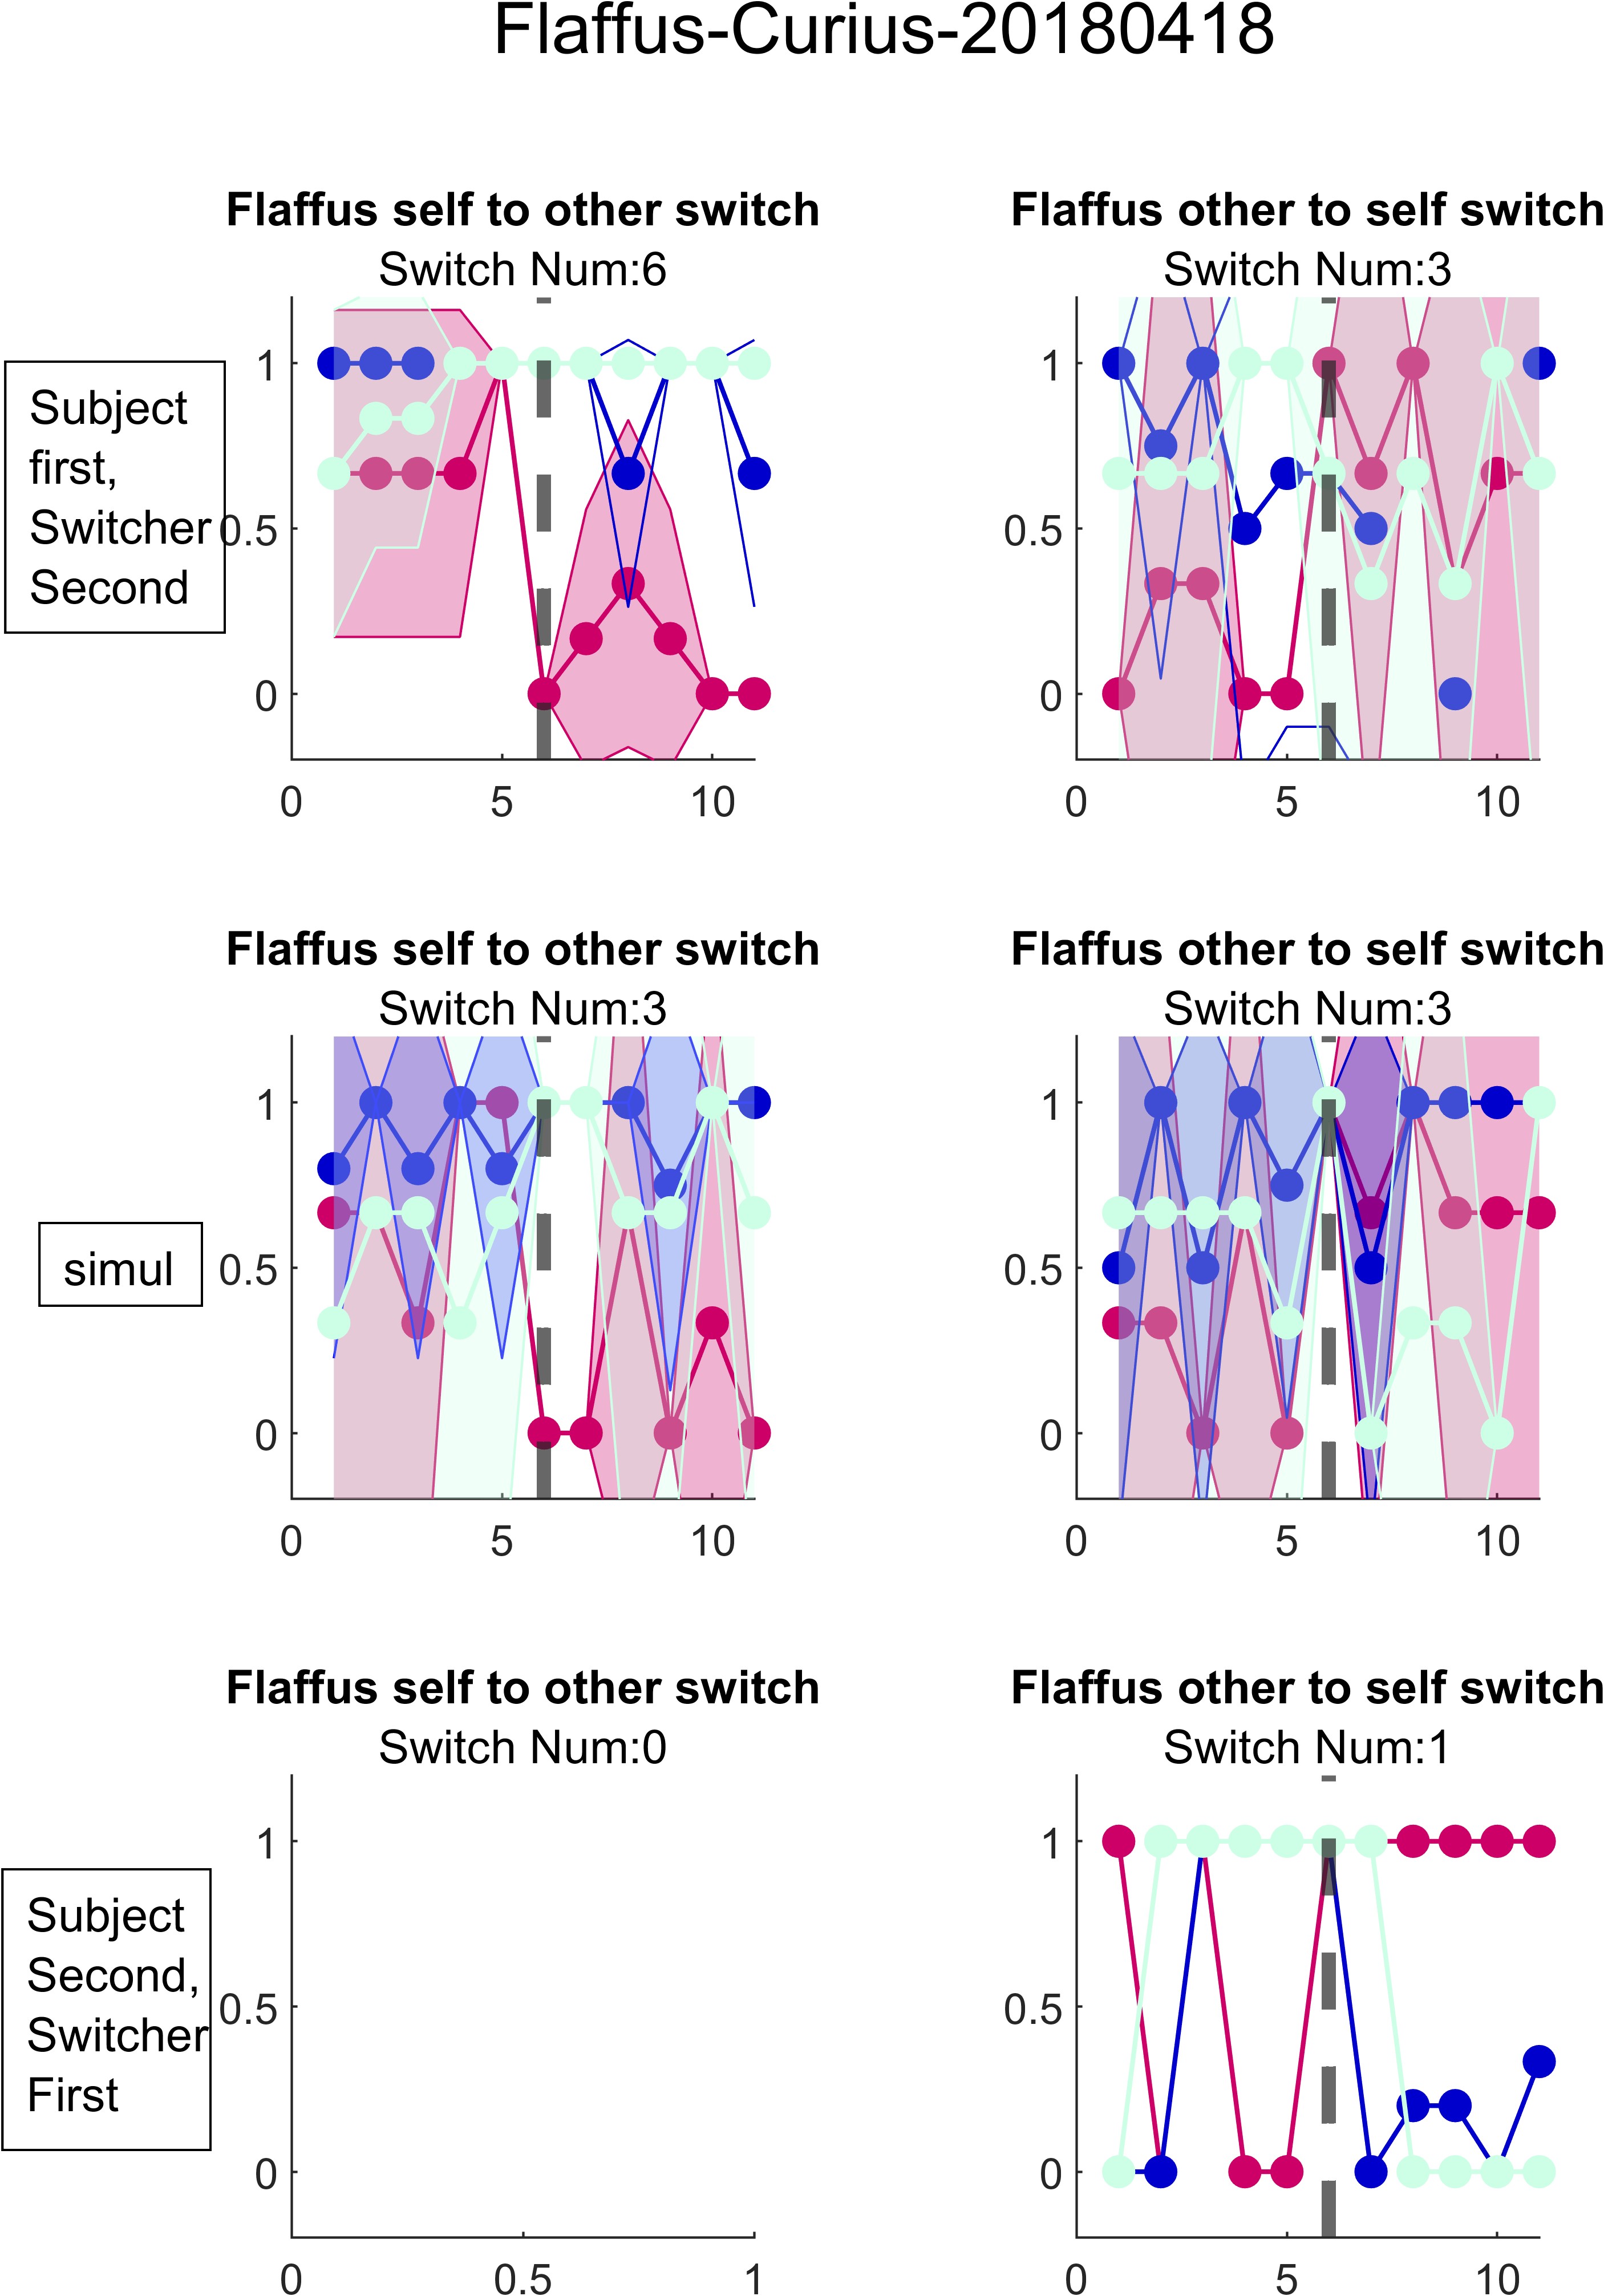 Flaffus-Curius-20180418
Flaffus self to other switch
Switch Num:6
Flaffus other to self switch
Switch Num:3
Subject
first,
Switcher
Second
1
0.5
0
0 5 10
1
0.5
0
0 5 10
Flaffus self to other switch
Switch Num:3
Flaffus other to self switch
Switch Num:3
simul
1
0.5
0
0 5 10
1
0.5
0
0 5 10
Flaffus self to other switch
Switch Num:0
Flaffus other to self switch
Switch Num:1
Subject
Second,
Switcher
First
1
0.5
0
0 0.5 1
1
0.5
0
0 5 10